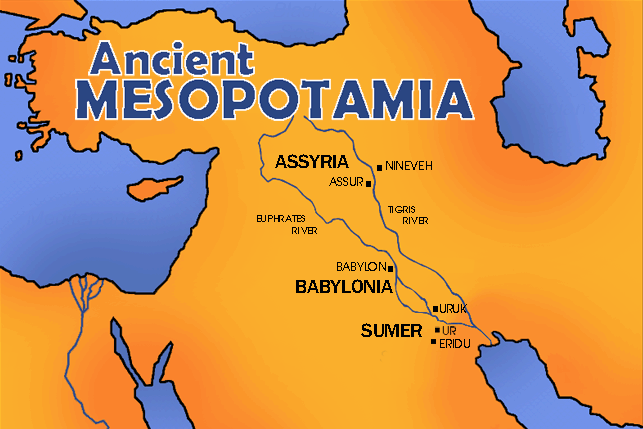 Ancient
MESOPOTAMIA
ASSYRIA
NINEVEH
ASSUR
EUPHRATES
RIVER
TIGRIS
RIVER
BABYLON
BABYLONIA
URUK
SUMER
UR
ERIDU